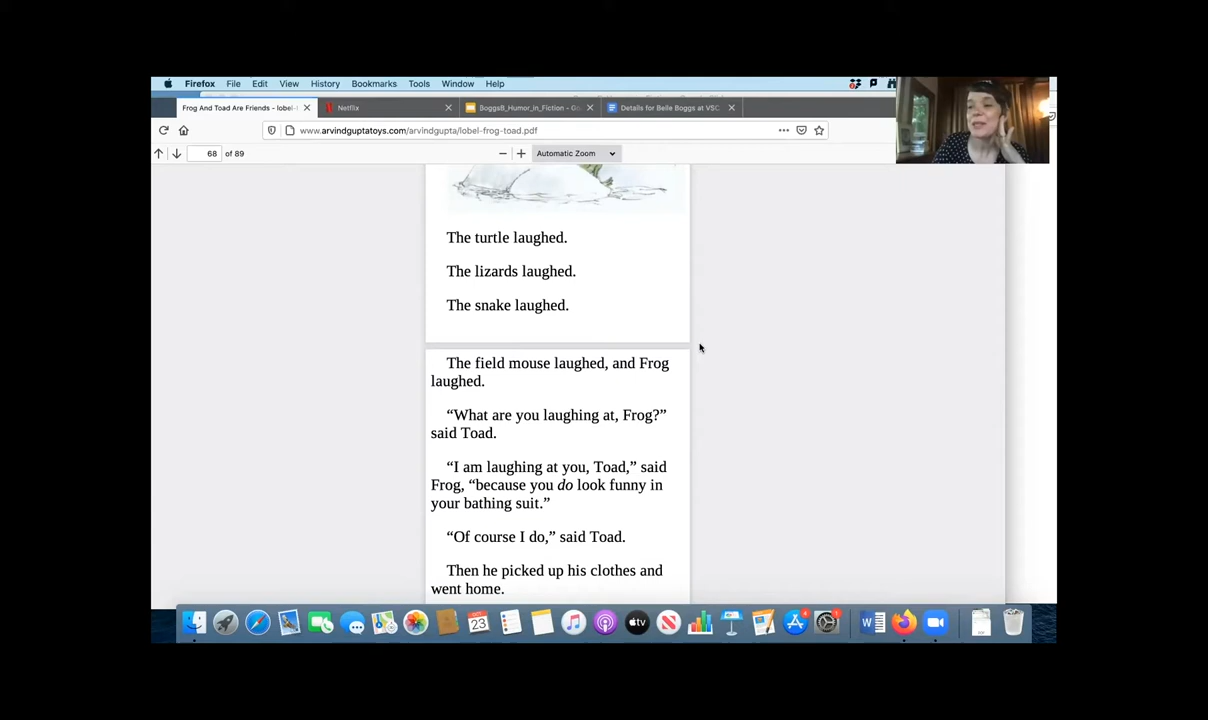 Firefox File Edit View History Bookmarks Tools Window Help
Frog And Toad Are Friends - lobel- Netflix BoggsB_Humor_In_Fiction - Go Details for Belle Boggs at VSC
www.arvindguptatoys.com/arvindgupta/lobel-frog-toad.pdf
68 of 89 Automatic Zoom
The turtle laughed.
The lizards laughed.
The snake laughed.
The field mouse laughed, and Frog
laughed.
“What are you laughing at, Frog?”
said Toad.
“I am laughing at you, Toad,” said
Frog, “because you do look funny in
your bathing suit.”
“Of course I do,” said Toad.
Then he picked up his clothes and
went home.
OCT
23
tv
W